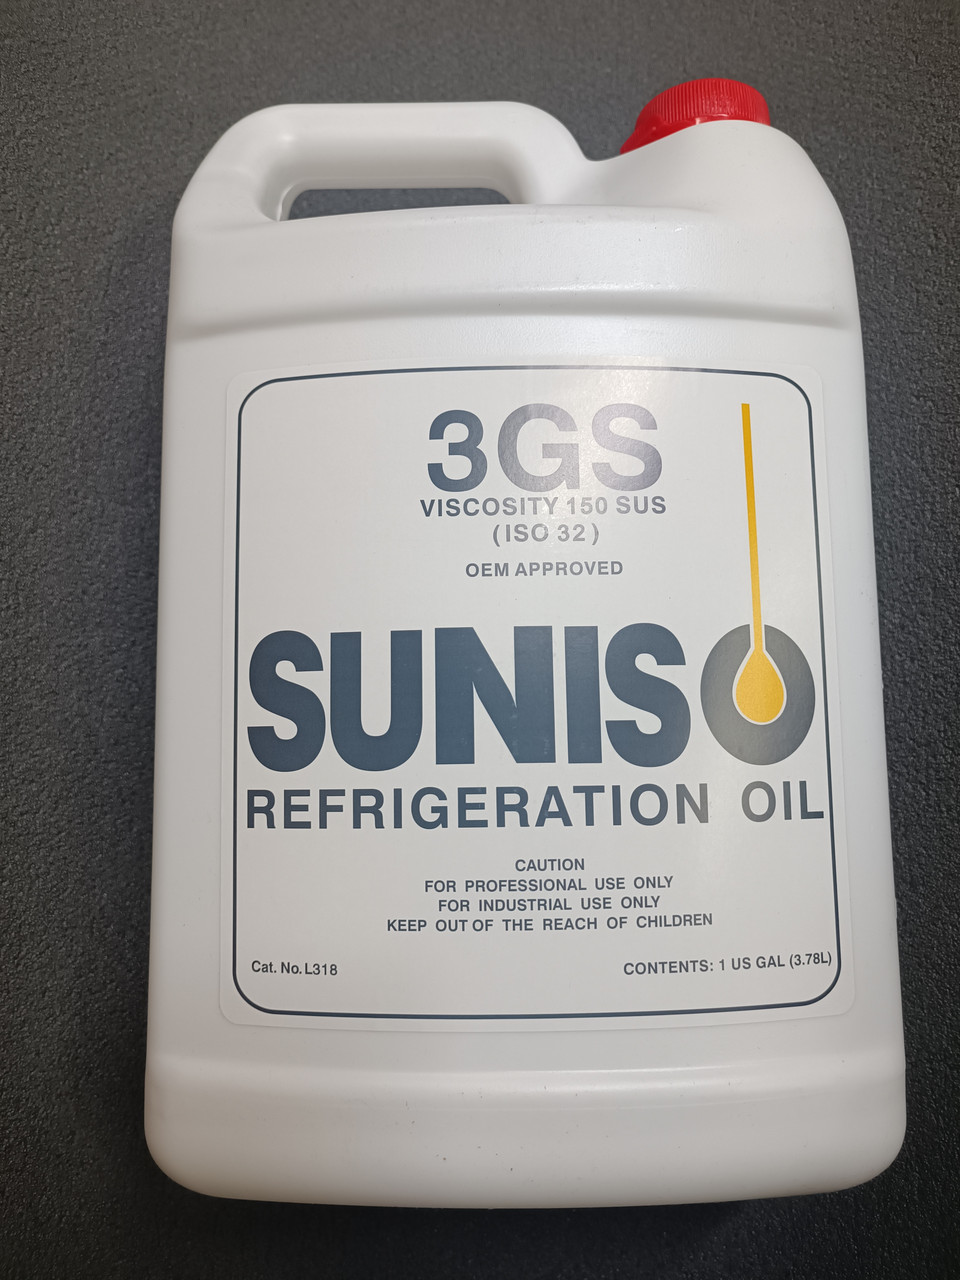 3GS
VISCOSITY 150 SUS
(ISO 32)
OEM APPROVED
SUNISO
REFRIGERATION OIL
CAUTION
FOR PROFESSIONAL USE ONLY
FOR INDUSTRIAL USE ONLY
KEEP OUT OF THE REACH OF CHILDREN
Cat. No. L318
CONTENTS: 1 US GAL (3.78L)